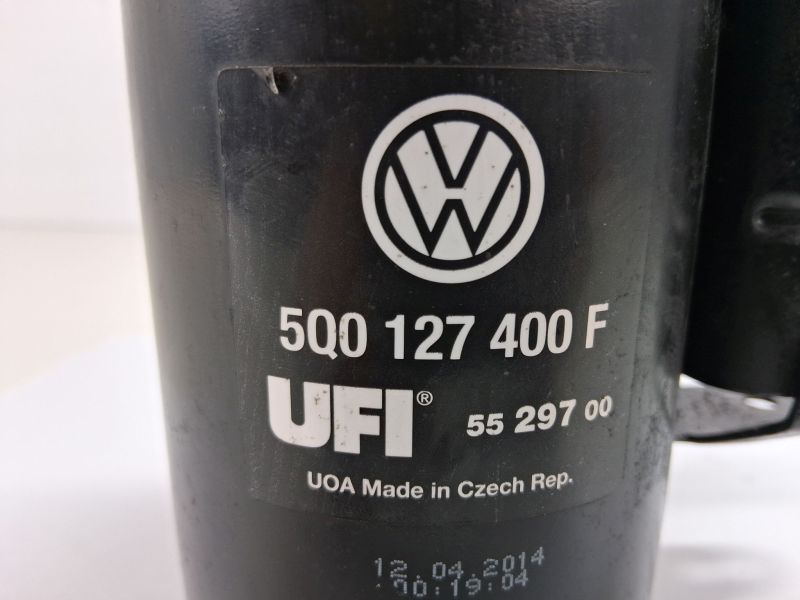 5Q0 127 400 F
UFI® 55 297 00
UOA Made in Czech Rep.
12.04.2014
00:19:04